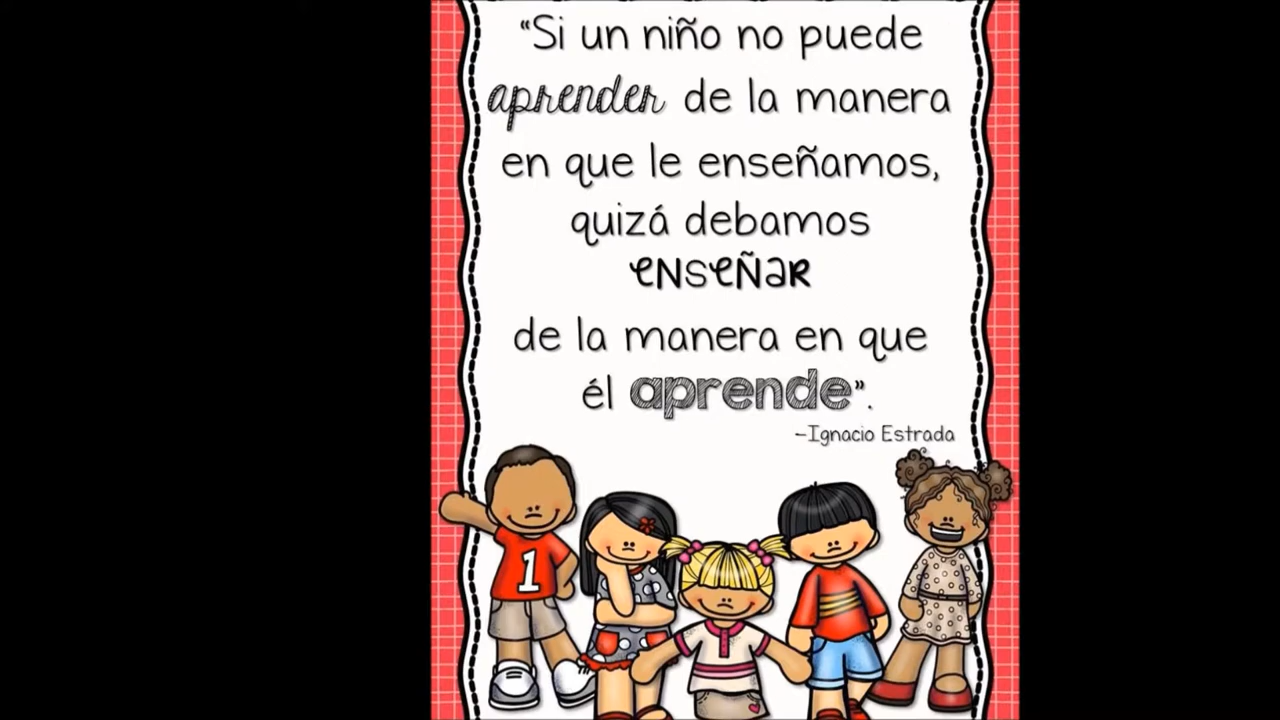 “Si un niño no puede
aprender de la manera
en que le enseñamos,
quizá debamos
enseñar
de la manera en que
él aprende”.
–Ignacio Estrada
1